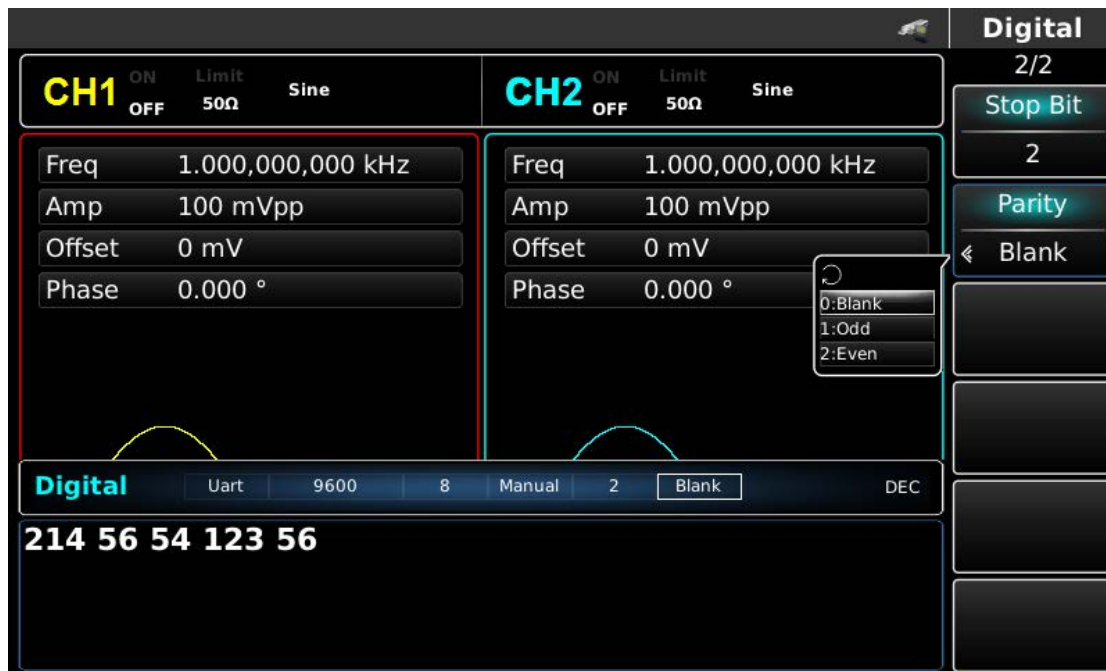 Digital
2/2
CH1 ON OFF Limit 50Ω Sine
CH2 ON OFF Limit 50Ω Sine
Stop Bit
2
Freq 1.000,000,000 kHz
Amp 100 mVpp
Offset 0 mV
Phase 0.000 °
Freq 1.000,000,000 kHz
Amp 100 mVpp
Offset 0 mV
Phase 0.000 °
Parity
Blank
0:Blank
1:Odd
2:Even
Digital Uart 9600 8 Manual 2 Blank DEC
214 56 54 123 56